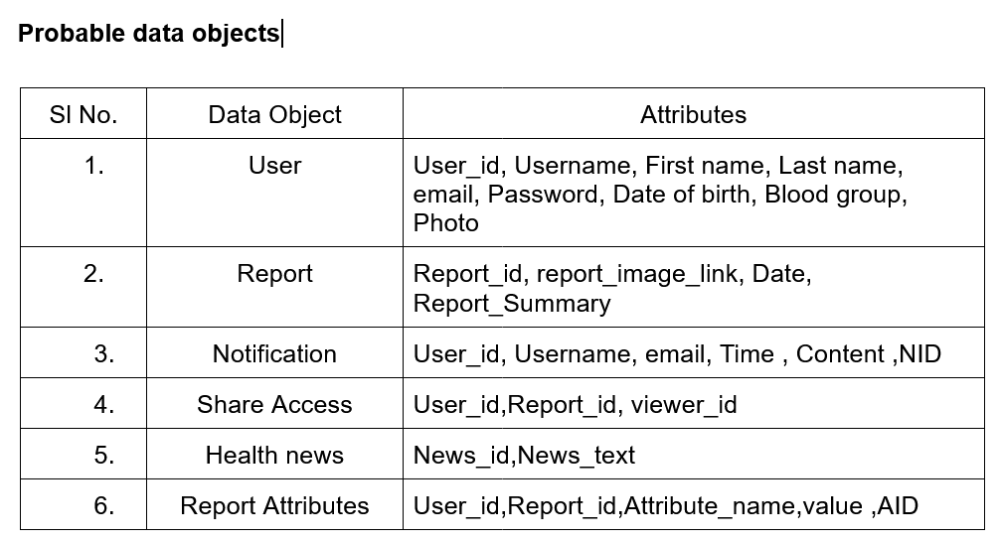 Probable data objects
Sl No. Data Object Attributes
1. User User_id, Username, First name, Last name,
email, Password, Date of birth, Blood group,
Photo
2. Report Report_id, report_image_link, Date,
Report_Summary
3. Notification User_id, Username, email, Time , Content ,NID
4. Share Access User_id,Report_id, viewer_id
5. Health news News_id,News_text
6. Report Attributes User_id,Report_id,Attribute_name,value ,AID